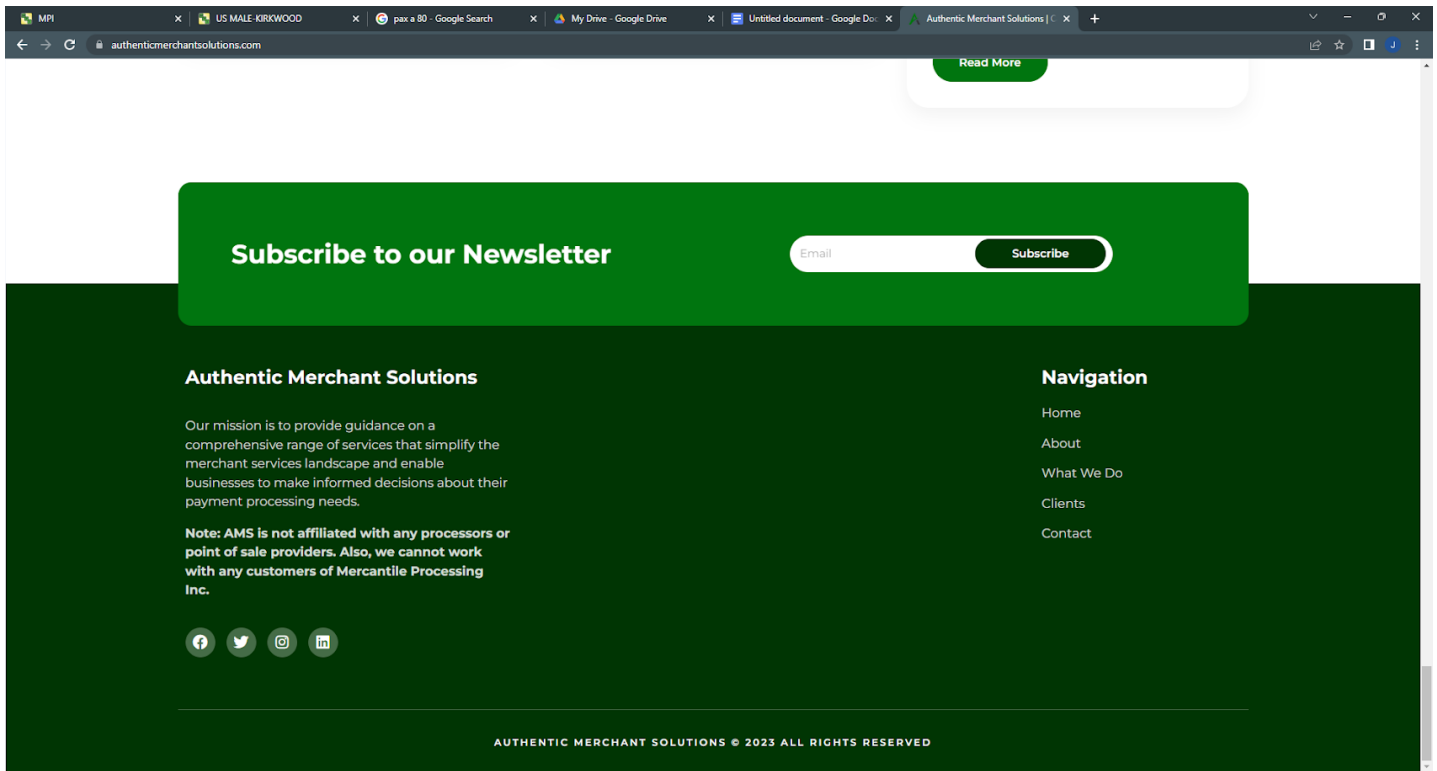 MPI
US MALE-KIRKWOOD
pax a 80 - Google Search
My Drive - Google Drive
Untitled document - Google Doc
Authentic Merchant Solutions | C
authenticmerchantsolutions.com
J
Read More
Subscribe to our Newsletter
Email
Subscribe
Authentic Merchant Solutions
Our mission is to provide guidance on a
comprehensive range of services that simplify the
merchant services landscape and enable
businesses to make informed decisions about their
payment processing needs.
Note: AMS is not affiliated with any processors or
point of sale providers. Also, we cannot work
with any customers of Mercantile Processing
Inc.
Navigation
Home
About
What We Do
Clients
Contact
AUTHENTIC MERCHANT SOLUTIONS © 2023 ALL RIGHTS RESERVED